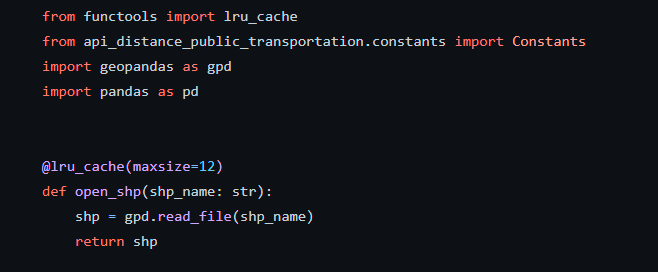 from functools import lru_cache
from api_distance_public_transportation.constants import Constants
import geopandas as gpd
import pandas as pd
@lru_cache(maxsize=12)
def open_shp(shp_name: str):
    shp = gpd.read_file(shp_name)
    return shp